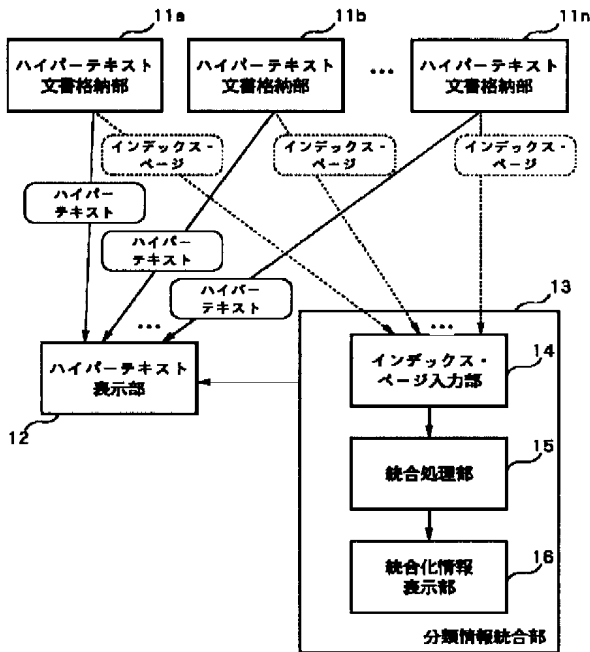 11a
11b
11n
ハイパーテキスト
文書格納部
ハイパーテキスト
文書格納部
...
ハイパーテキスト
文書格納部
インデックス・
ページ
インデックス・
ページ
インデックス・
ページ
ハイパー
テキスト
ハイパー
テキスト
ハイパー
テキスト
13
...
...
ハイパーテキスト
表示部
12
インデックス・
ページ入力部
14
統合処理部
15
統合化情報
表示部
16
分類情報統合部